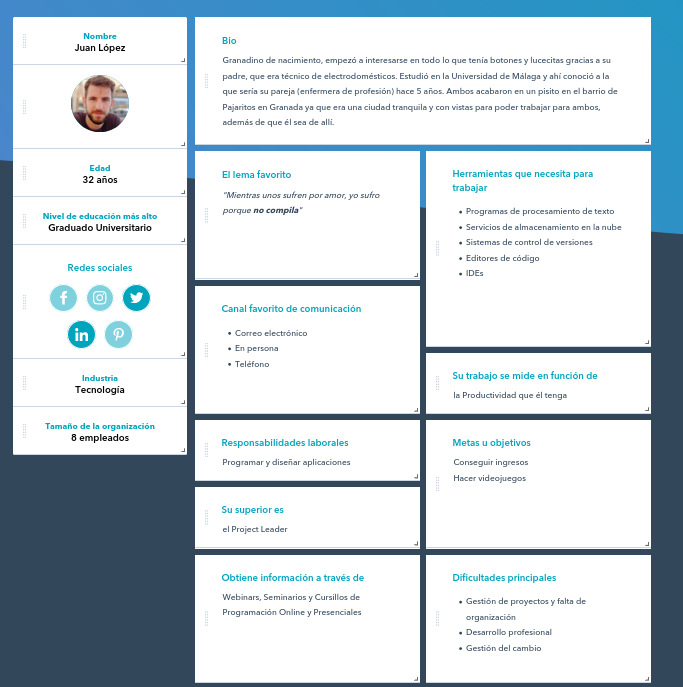 Nombre
Juan López
Edad
32 años
Nivel de educación más alto
Graduado Universitario
Redes sociales
f
in
Industria
Tecnología
Tamaño de la organización
8 empleados
Bio
Granadino de nacimiento, empezó a interesarse en todo lo que tenía botones y lucecitas gracias a su
padre, que era técnico de electrodomésticos. Estudió en la Universidad de Málaga y ahí conoció a la
que sería su pareja (enfermera de profesión) hace 5 años. Ambos acabaron en un pisito en el barrio de
Pajaritos en Granada ya que era una ciudad tranquila y con vistas para poder trabajar para ambos,
además de que él sea de allí.
El lema favorito
"Mientras unos sufren por amor, yo sufro
porque no compila"
Herramientas que necesita para
trabajar
• Programas de procesamiento de texto
• Servicios de almacenamiento en la nube
• Sistemas de control de versiones
• Editores de código
• IDEs
Canal favorito de comunicación
• Correo electrónico
• En persona
• Teléfono
Su trabajo se mide en función de
la Productividad que él tenga
Responsabilidades laborales
Programar y diseñar aplicaciones
Metas u objetivos
Conseguir ingresos
Hacer videojuegos
Su superior es
el Project Leader
Obtiene información a través de
Webinars, Seminarios y Cursillos de
Programación Online y Presenciales
Dificultades principales
• Gestión de proyectos y falta de
organización
• Desarrollo profesional
• Gestión del cambio